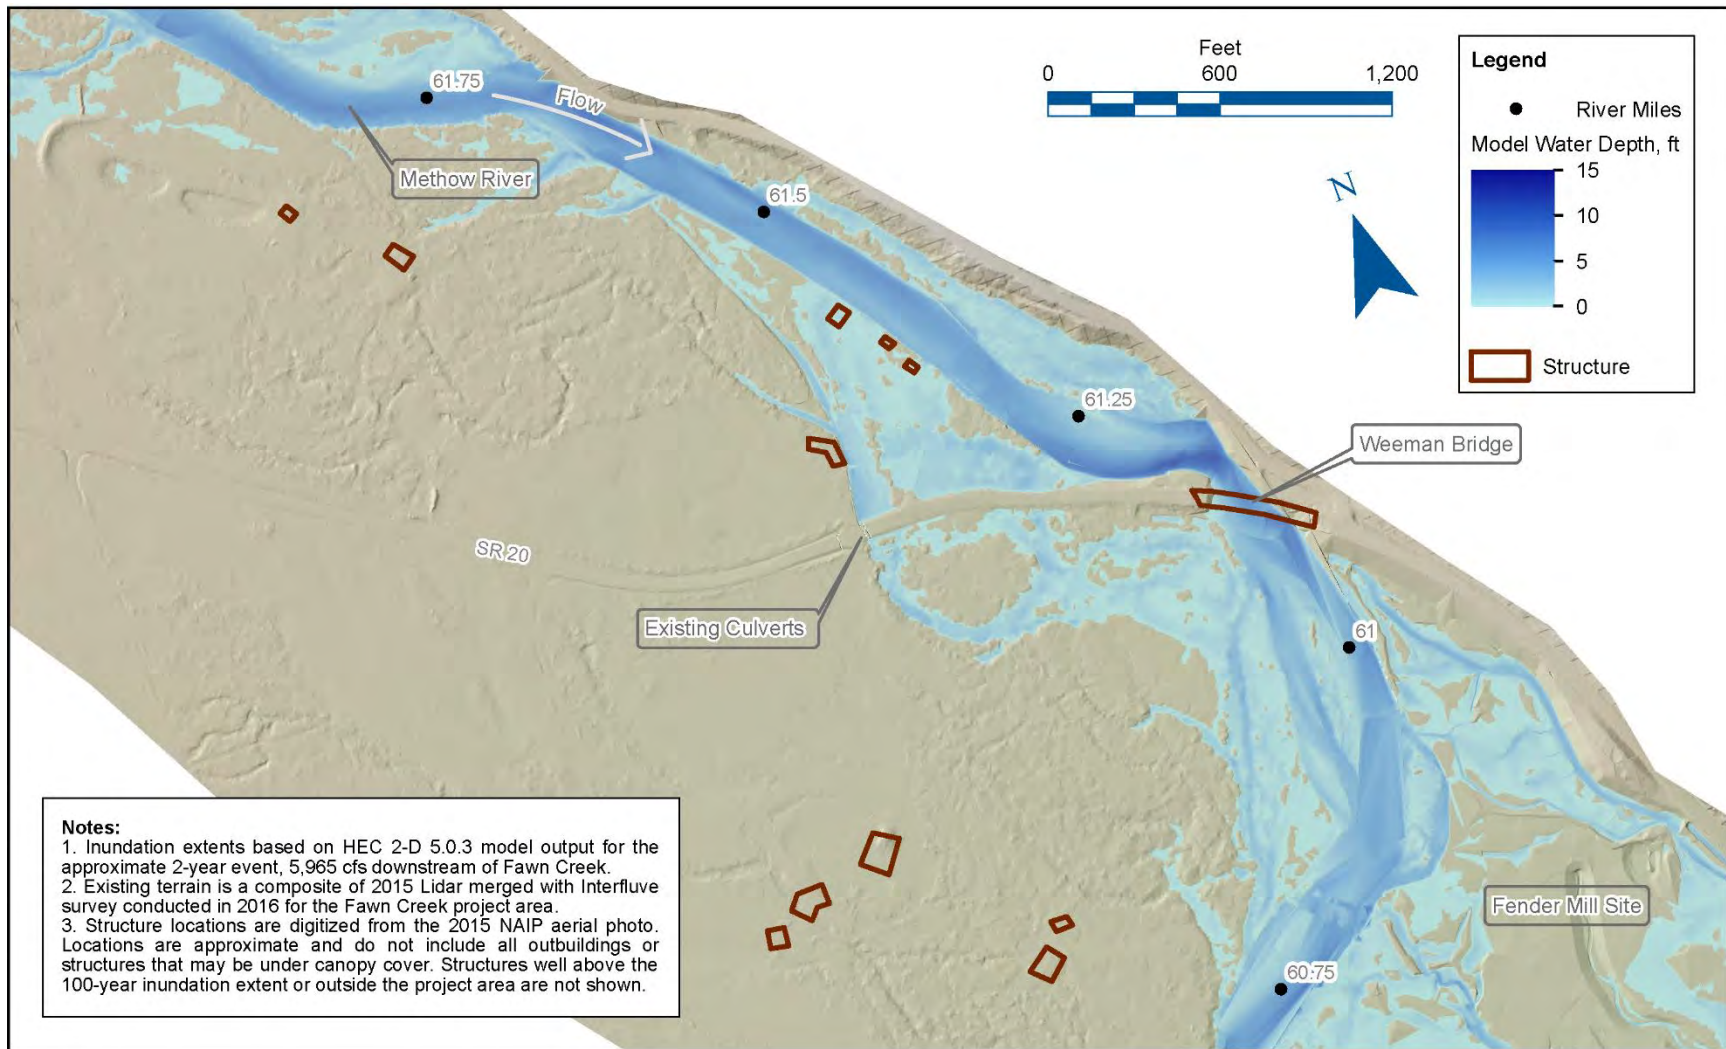 Feet
0 600 1,200
N
Legend
River Miles
Model Water Depth, ft
15
10
5
0
Structure
61.75
Flow
Methow River
61.5
61.25
Weeman Bridge
SR 20
Existing Culverts
61
Fender Mill Site
60.75
Notes:
1. Inundation extents based on HEC 2-D 5.0.3 model output for the
approximate 2-year event, 5,965 cfs downstream of Fawn Creek.
2. Existing terrain is a composite of 2015 Lidar merged with Interfluve
survey conducted in 2016 for the Fawn Creek project area.
3. Structure locations are digitized from the 2015 NAIP aerial photo.
Locations are approximate and do not include all outbuildings or
structures that may be under canopy cover. Structures well above the
100-year inundation extent or outside the project area are not shown.